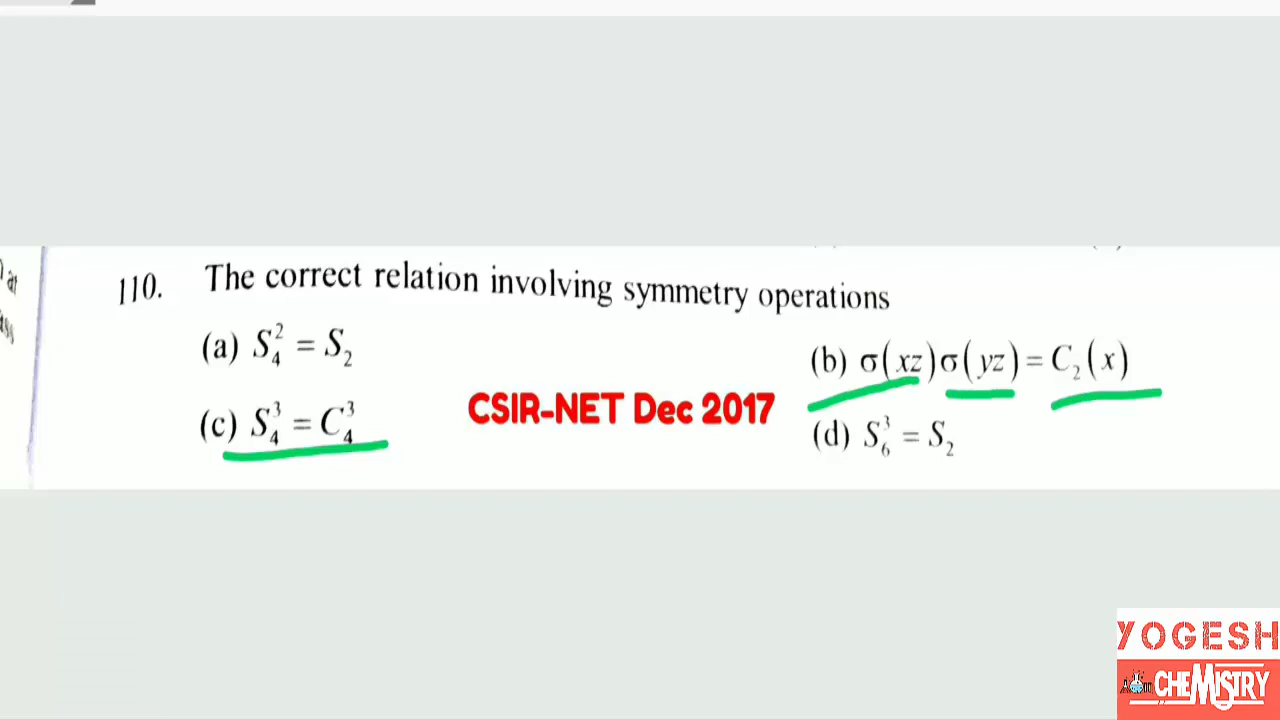 110. The correct relation involving symmetry operations
(a) S₄² = S₂
(b) σ(xz)σ(yz) = C₂(x)
(c) S₄³ = C₄³
(d) S₆³ = S₂
CSIR-NET Dec 2017
YOGESH
CHEMISTRY